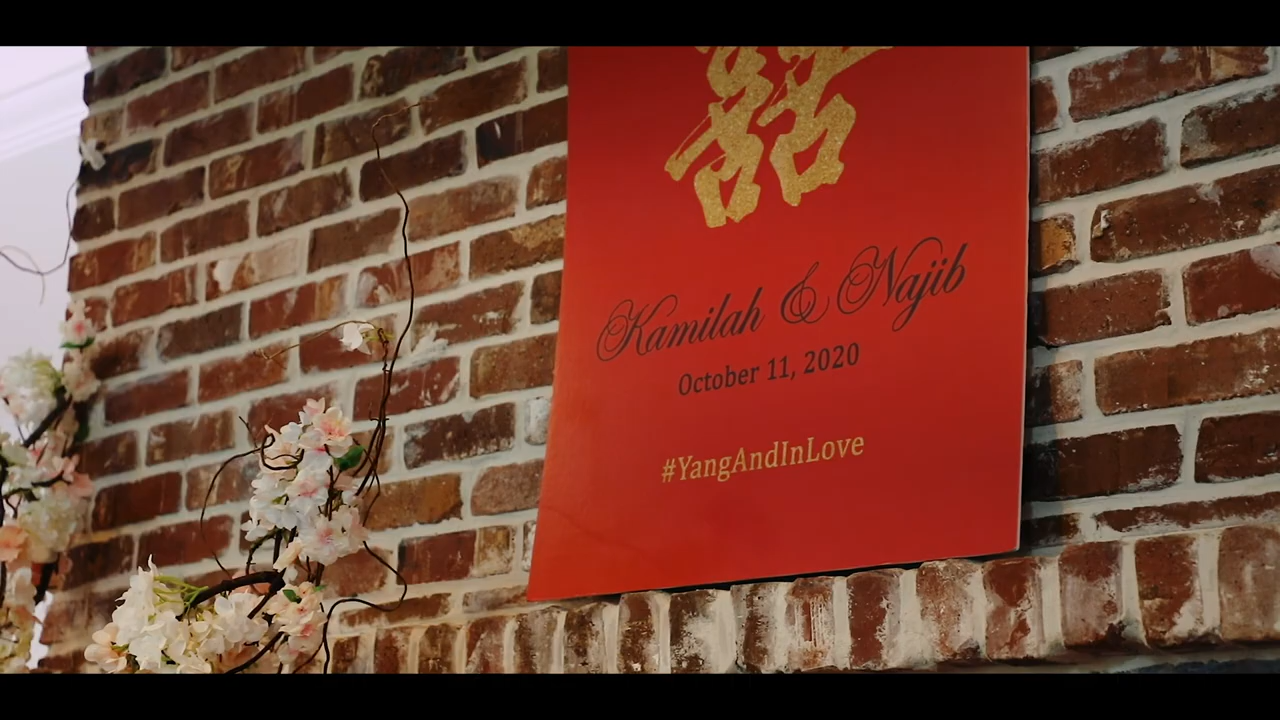 囍
Kamilah & Najib
October 11, 2020
#YangAndInLove